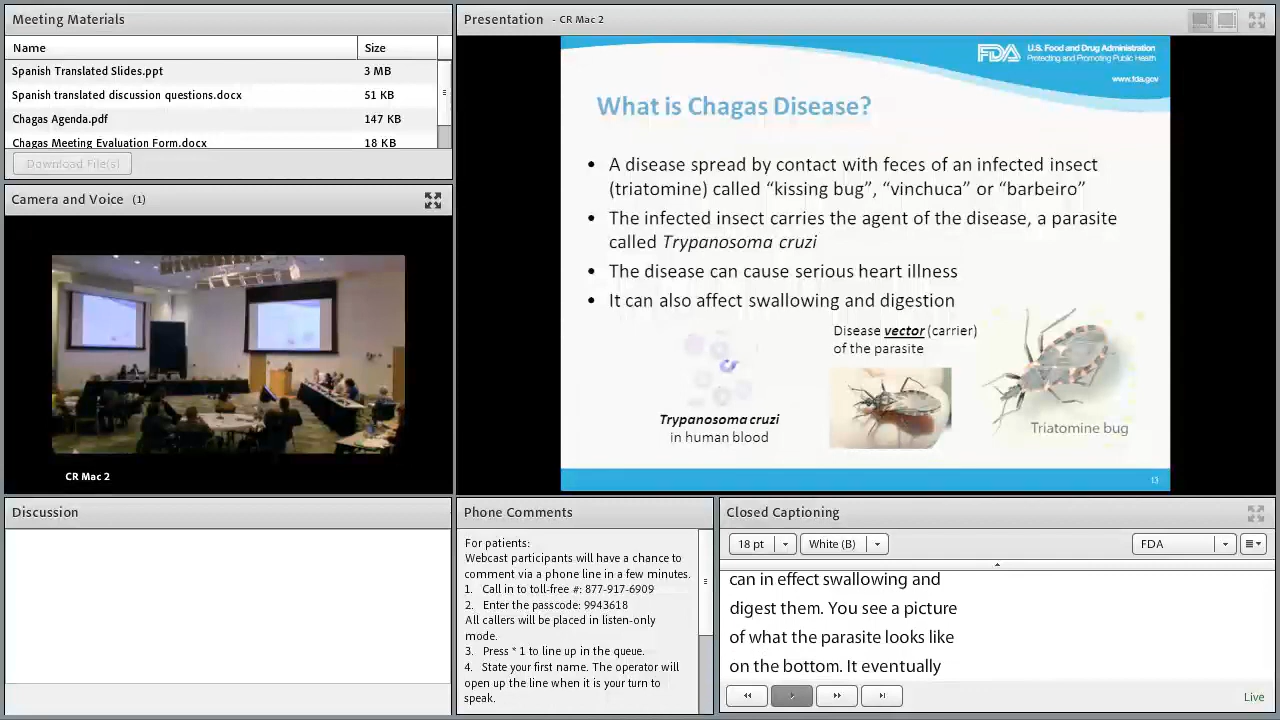 Meeting Materials
Name Size
Spanish Translated Slides.ppt 3 MB
Spanish translated discussion questions.docx 51 KB
Chagas Agenda.pdf 147 KB
Chagas Meeting Evaluation Form.docx 18 KB
Download File(s)
Camera and Voice (1)
CR Mac 2
Presentation - CR Mac 2
FDA U.S. Food and Drug Administration
Protecting and Promoting Public Health
www.fda.gov
What is Chagas Disease?
• A disease spread by contact with feces of an infected insect
(triatomine) called “kissing bug”, “vinchuca” or “barbeiro”
• The infected insect carries the agent of the disease, a parasite
called Trypanosoma cruzi
• The disease can cause serious heart illness
• It can also affect swallowing and digestion
Disease vector (carrier)
of the parasite
Trypanosoma cruzi
in human blood
Triatomine bug
13
Discussion
Phone Comments
For patients:
Webcast participants will have a chance to
comment via a phone line in a few minutes.
1. Call in to toll-free #: 877-917-6909
2. Enter the passcode: 9943618
All callers will be placed in listen-only
mode.
3. Press * 1 to line up in the queue.
4. State your first name. The operator will
open up the line when it is your turn to
speak.
Closed Captioning
18 pt White (B) FDA
can in effect swallowing and
digest them. You see a picture
of what the parasite looks like
on the bottom. It eventually
Live